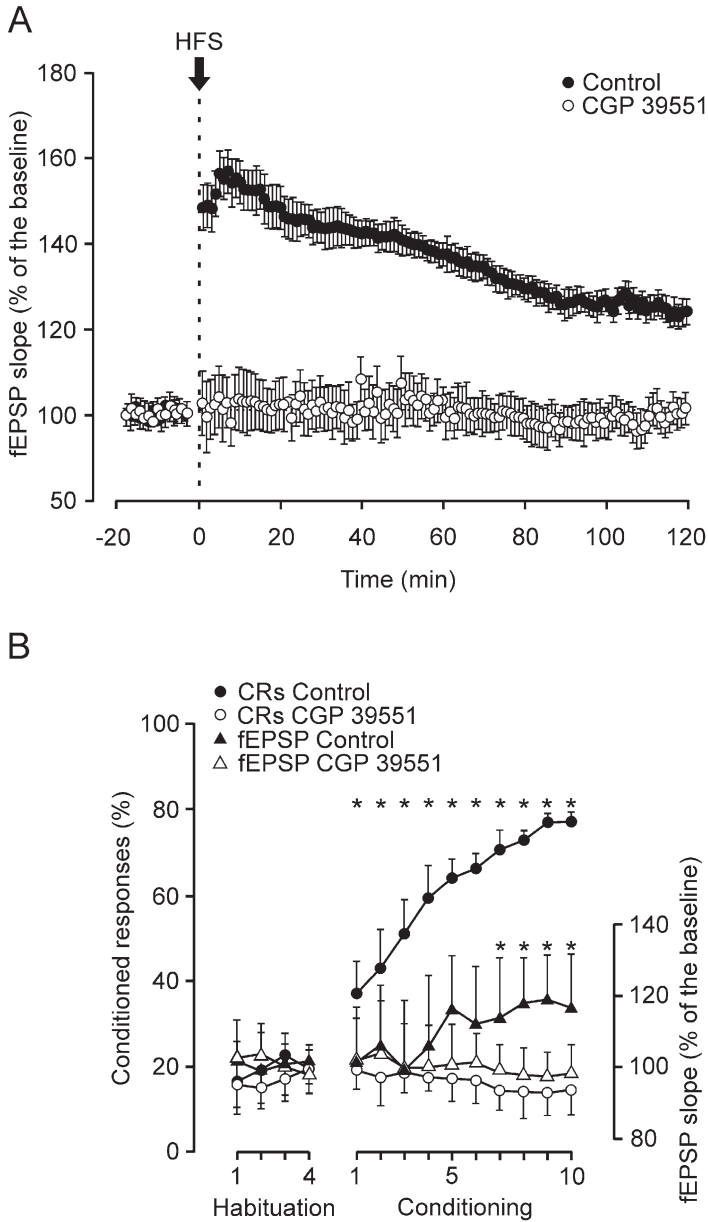 A
HFS
Control
CGP 39551
fEPSP slope (% of the baseline)
180
160
140
120
100
50
-20 0 20 40 60 80 100 120
Time (min)
B
CRs Control
CRs CGP 39551
fEPSP Control
fEPSP CGP 39551
Conditioned responses (%)
100
80
60
40
20
0
* * * * * * * * * *
* * * *
140
120
100
80
fEPSP slope (% of the baseline)
1 4 1 5 10
Habituation Conditioning